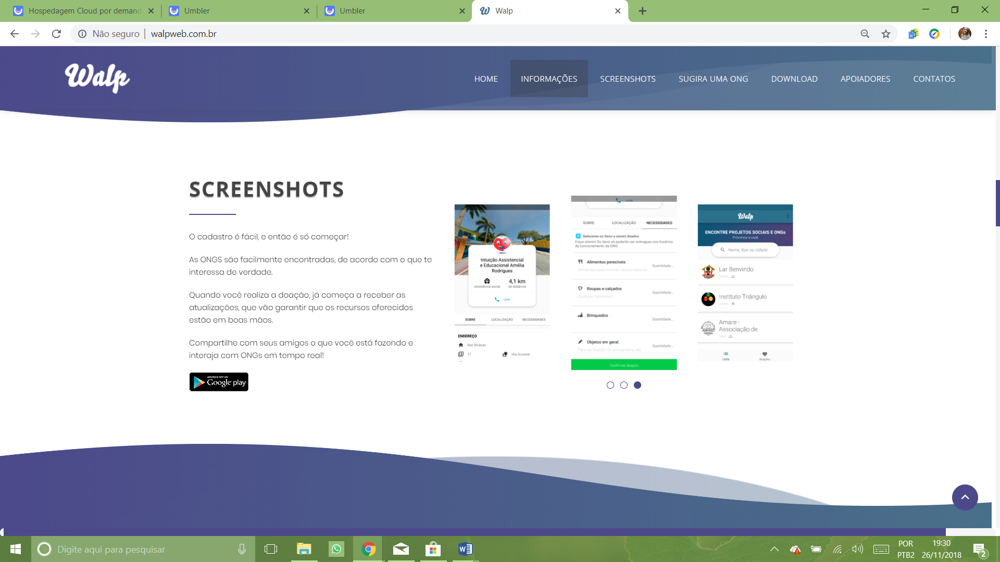 Hospedagem Cloud por demand
Umbler
Umbler
Walp
Não seguro
walpweb.com.br
Walp
HOME
INFORMAÇÕES
SCREENSHOTS
SUGIRA UMA ONG
DOWNLOAD
APOIADORES
CONTATOS
SCREENSHOTS
O cadastro é fácil, e então é só começar!
As ONGS são facilmente encontradas, de acordo com o que te
interessa de verdade.
Quando você realiza a doação, já começa a receber as
atualizações, que vão garantir que os recursos oferecidos
estão em boas mãos.
Compartilhe com seus amigos o que você está fazendo e
interaja com ONGs em tempo real!
ANDROID APP ON
Google play
Intuição Assistencial
e Educacional Amélia
Rodrigues
4,1 km
Assistência social
de distância
LIGAR
SOBRE
LOCALIZAÇÃO
NECESSIDADES
ENDEREÇO
Rua Silveiras
17
Vila Guiomar
LIGAR
SOBRE
LOCALIZAÇÃO
NECESSIDADES
Selecione os itens a serem doados
Fique atento! Os itens só poderão ser entregues nos horários
de funcionamento da ONG
Alimentos perecíveis
Alimentos para montar cestas básicas
Quantidade...
Roupas e calçados
Qualquer tamanho
Quantidade...
Brinquedos
Quantidade...
Objetos em geral.
Para confecção de artesanatos, etc
Quantidade...
Confirmar doação
Walp
ENCONTRE PROJETOS SOCIAIS E ONGs
Próximos a você
Nome, tipo ou cidade
Lar Benvindo
Instituto Triângulo
2,2 km
Amare -
Associação de
Lista
Doações
Digite aqui para pesquisar
POR
PTB2
19:30
26/11/2018
2